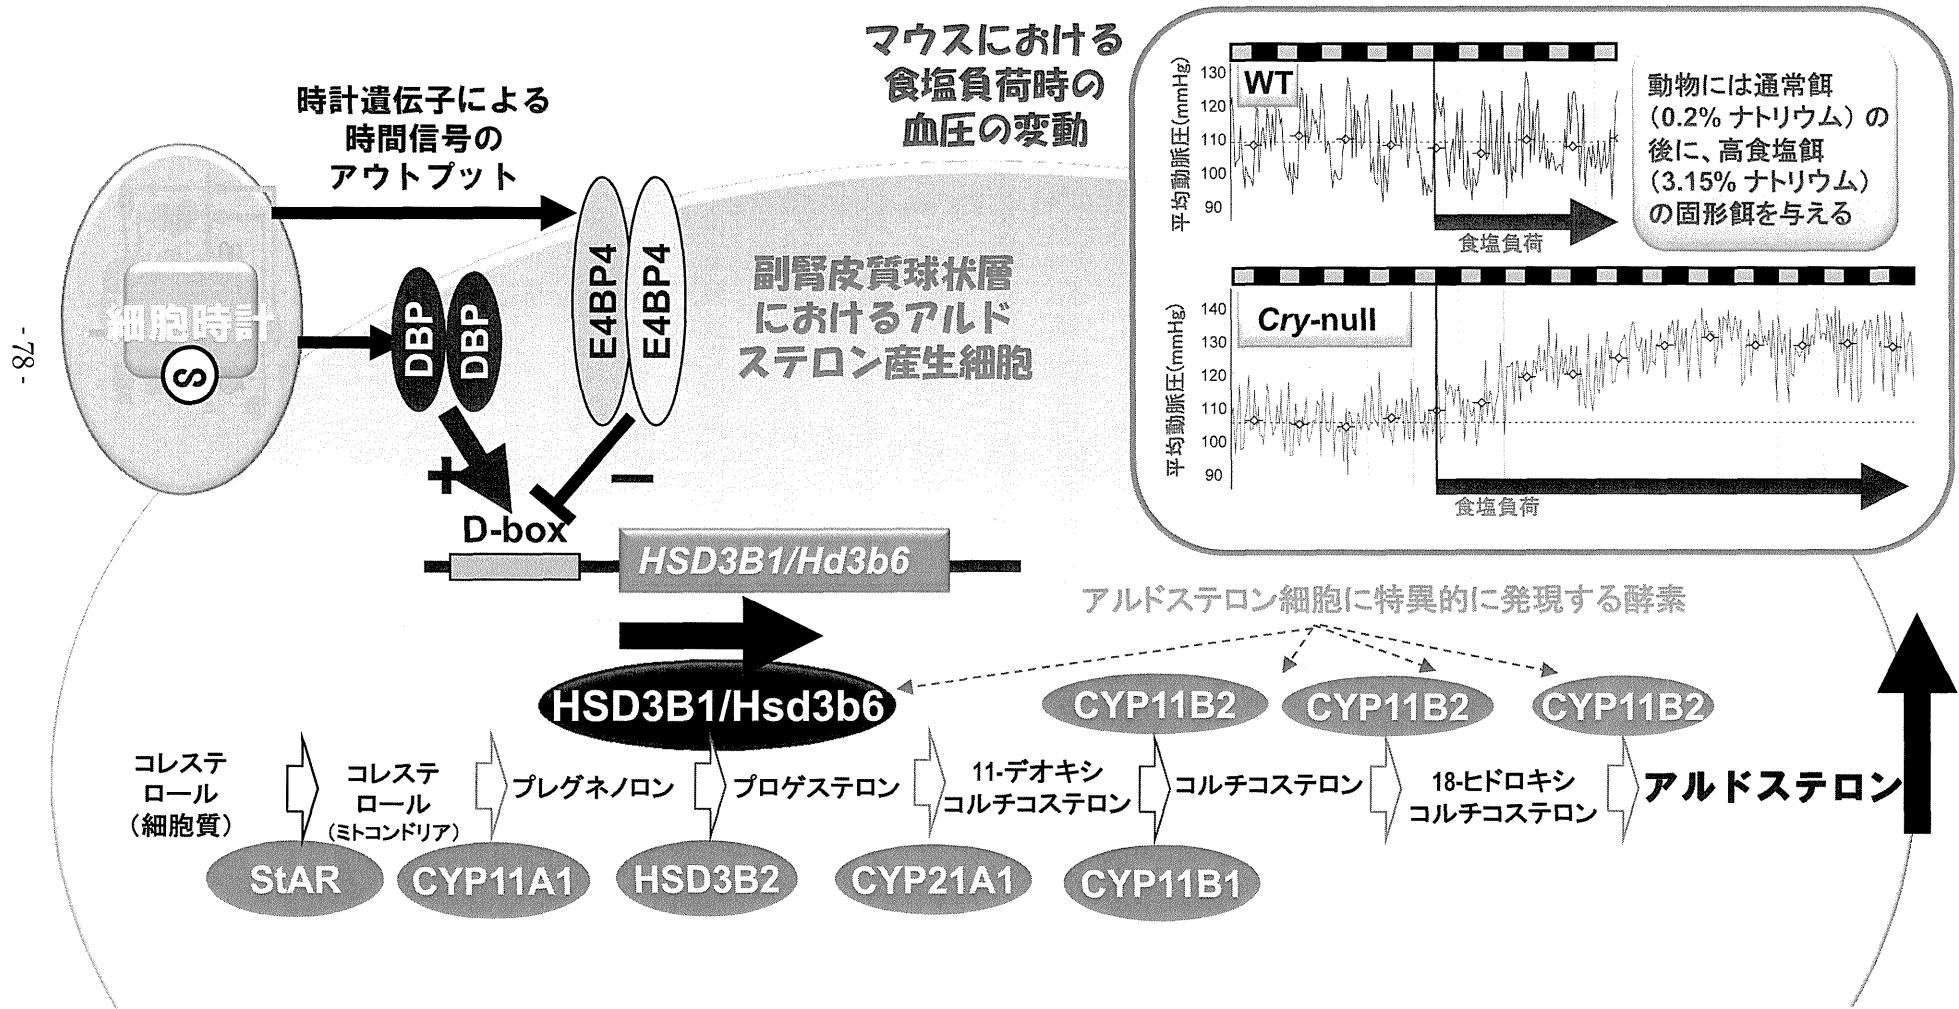 マウスにおける
食塩負荷時の
血圧の変動
時計遺伝子による
時間信号の
アウトプット
細胞時計
DBP
DBP
E4BP4
E4BP4
副腎皮質球状層
におけるアルド
ステロン産生細胞
+
−
D-box
HSD3B1/Hd3b6
平均動脈圧(mmHg)
130
120
110
100
90
WT
食塩負荷
動物には通常餌
（0.2% ナトリウム）の
後に、高食塩餌
（3.15% ナトリウム）
の固形餌を与える
平均動脈圧(mmHg)
140
130
120
110
100
90
Cry-null
食塩負荷
アルドステロン細胞に特異的に発現する酵素
HSD3B1/Hsd3b6
CYP11B2
CYP11B2
CYP11B2
コレステ
ロール
（細胞質）
コレステ
ロール
（ミトコンドリア）
プレグネノロン
プロゲステロン
11-デオキシ
コルチコステロン
コルチコステロン
18-ヒドロキシ
コルチコステロン
アルドステロン
StAR
CYP11A1
HSD3B2
CYP21A1
CYP11B1
- 78 -